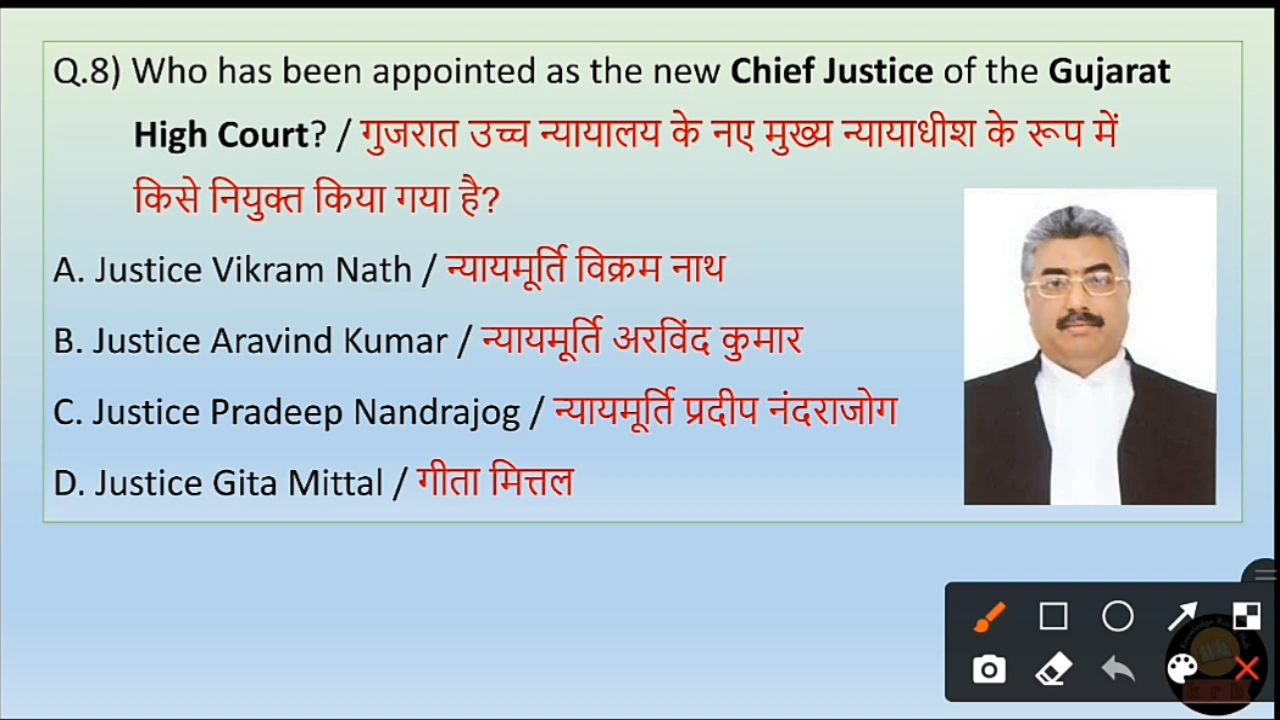 Q.8) Who has been appointed as the new Chief Justice of the Gujarat
High Court? / गुजरात उच्च न्यायालय के नए मुख्य न्यायाधीश के रूप में
किसे नियुक्त किया गया है?
A. Justice Vikram Nath / न्यायमूर्ति विक्रम नाथ
B. Justice Aravind Kumar / न्यायमूर्ति अरविंद कुमार
C. Justice Pradeep Nandrajog / न्यायमूर्ति प्रदीप नंदराजोग
D. Justice Gita Mittal / गीता मित्तल